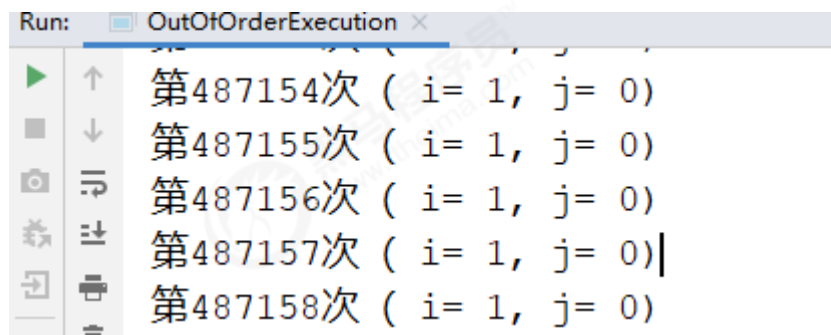 Run: OutOfOrderExecution ×
第487154次 ( i= 1, j= 0)
第487155次 ( i= 1, j= 0)
第487156次 ( i= 1, j= 0)
第487157次 ( i= 1, j= 0)
第487158次 ( i= 1, j= 0)